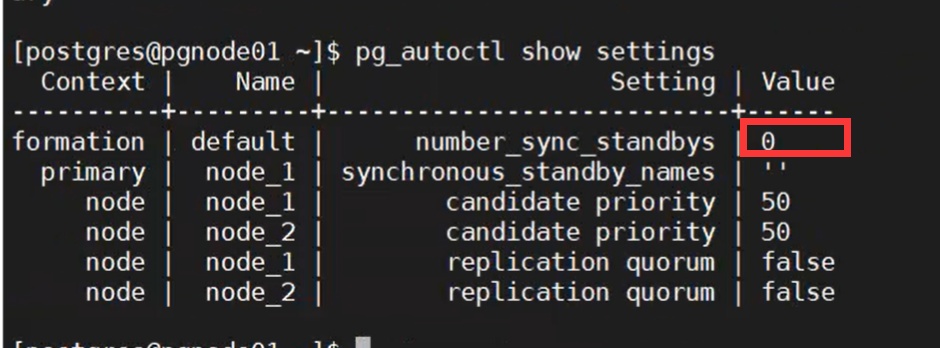 [postgres@pgnode01 ~]$ pg_autoctl show settings
  Context |    Name |                   Setting | Value
----------+---------+---------------------------+------
formation | default |      number_sync_standbys | 0
  primary |  node_1 | synchronous_standby_names | ''
     node |  node_1 |        candidate priority | 50
     node |  node_2 |        candidate priority | 50
     node |  node_1 |        replication quorum | false
     node |  node_2 |        replication quorum | false
[postgres@pgnode01 ~]$